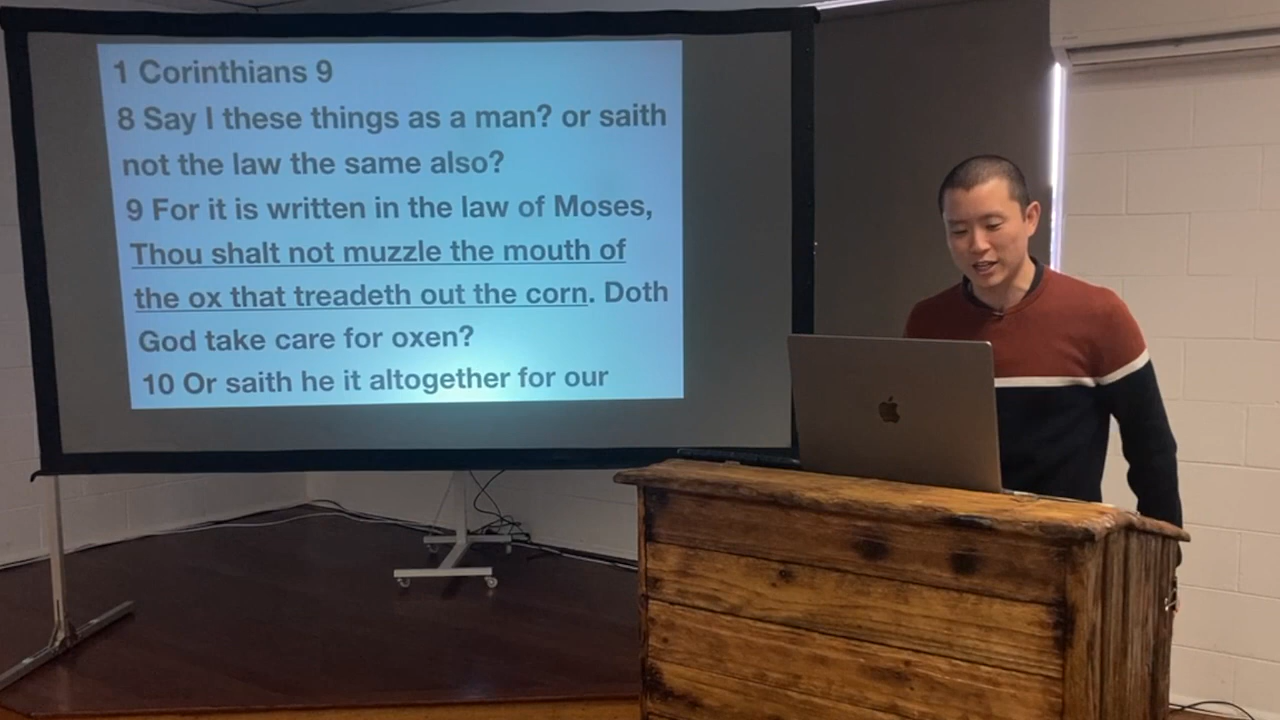 1 Corinthians 9
8 Say I these things as a man? or saith
not the law the same also?
9 For it is written in the law of Moses,
Thou shalt not muzzle the mouth of
the ox that treadeth out the corn. Doth
God take care for oxen?
10 Or saith he it altogether for our